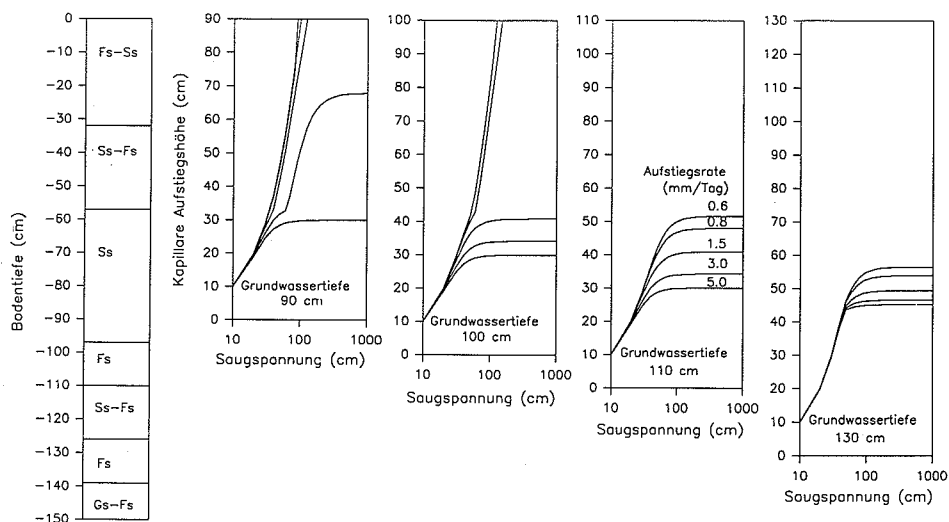 Bodentiefe (cm)
0
-10
-20
-30
-40
-50
-60
-70
-80
-90
-100
-110
-120
-130
-140
-150
Fs-Ss
Ss-Fs
Ss
Fs
Ss-Fs
Fs
Gs-Fs
Kapillare Aufstiegshöhe (cm)
90
80
70
60
50
40
30
20
10
0
Grundwassertiefe
90 cm
10 100 1000
Saugspannung (cm)
100
90
80
70
60
50
40
30
20
10
0
Grundwassertiefe
100 cm
10 100 1000
Saugspannung (cm)
110
100
90
80
70
60
50
40
30
20
10
0
Aufstiegsrate
(mm/Tag)
0.6
0.8
1.5
3.0
5.0
Grundwassertiefe
110 cm
10 100 1000
Saugspannung (cm)
130
120
110
100
90
80
70
60
50
40
30
20
10
0
Grundwassertiefe
130 cm
10 100 1000
Saugspannung (cm)